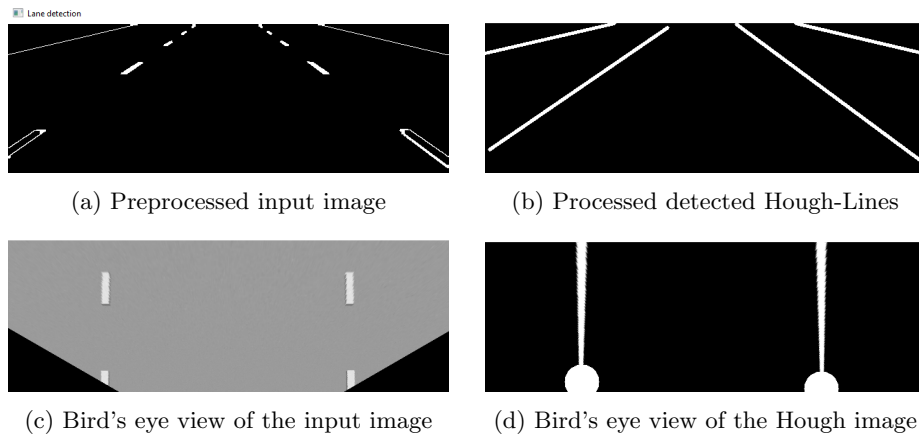 Lane detection
(a) Preprocessed input image
(b) Processed detected Hough-Lines
(c) Bird's eye view of the input image
(d) Bird's eye view of the Hough image